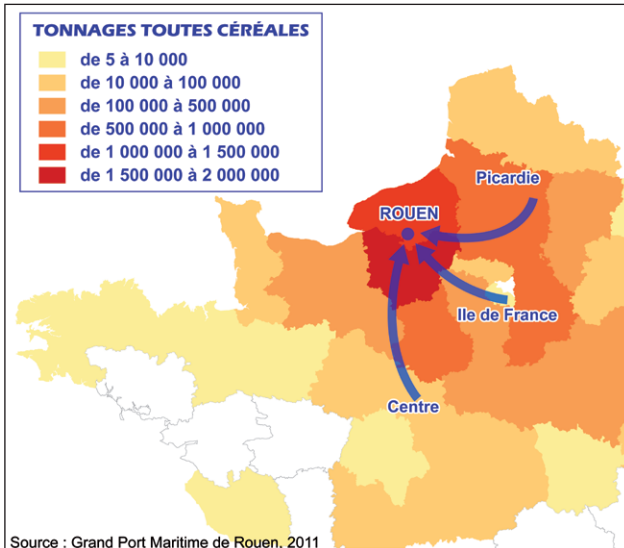 TONNAGES TOUTES CÉRÉALES
de 5 à 10 000
de 10 000 à 100 000
de 100 000 à 500 000
de 500 000 à 1 000 000
de 1 000 000 à 1 500 000
de 1 500 000 à 2 000 000
Picardie
ROUEN
Ile de France
Centre
Source : Grand Port Maritime de Rouen, 2011